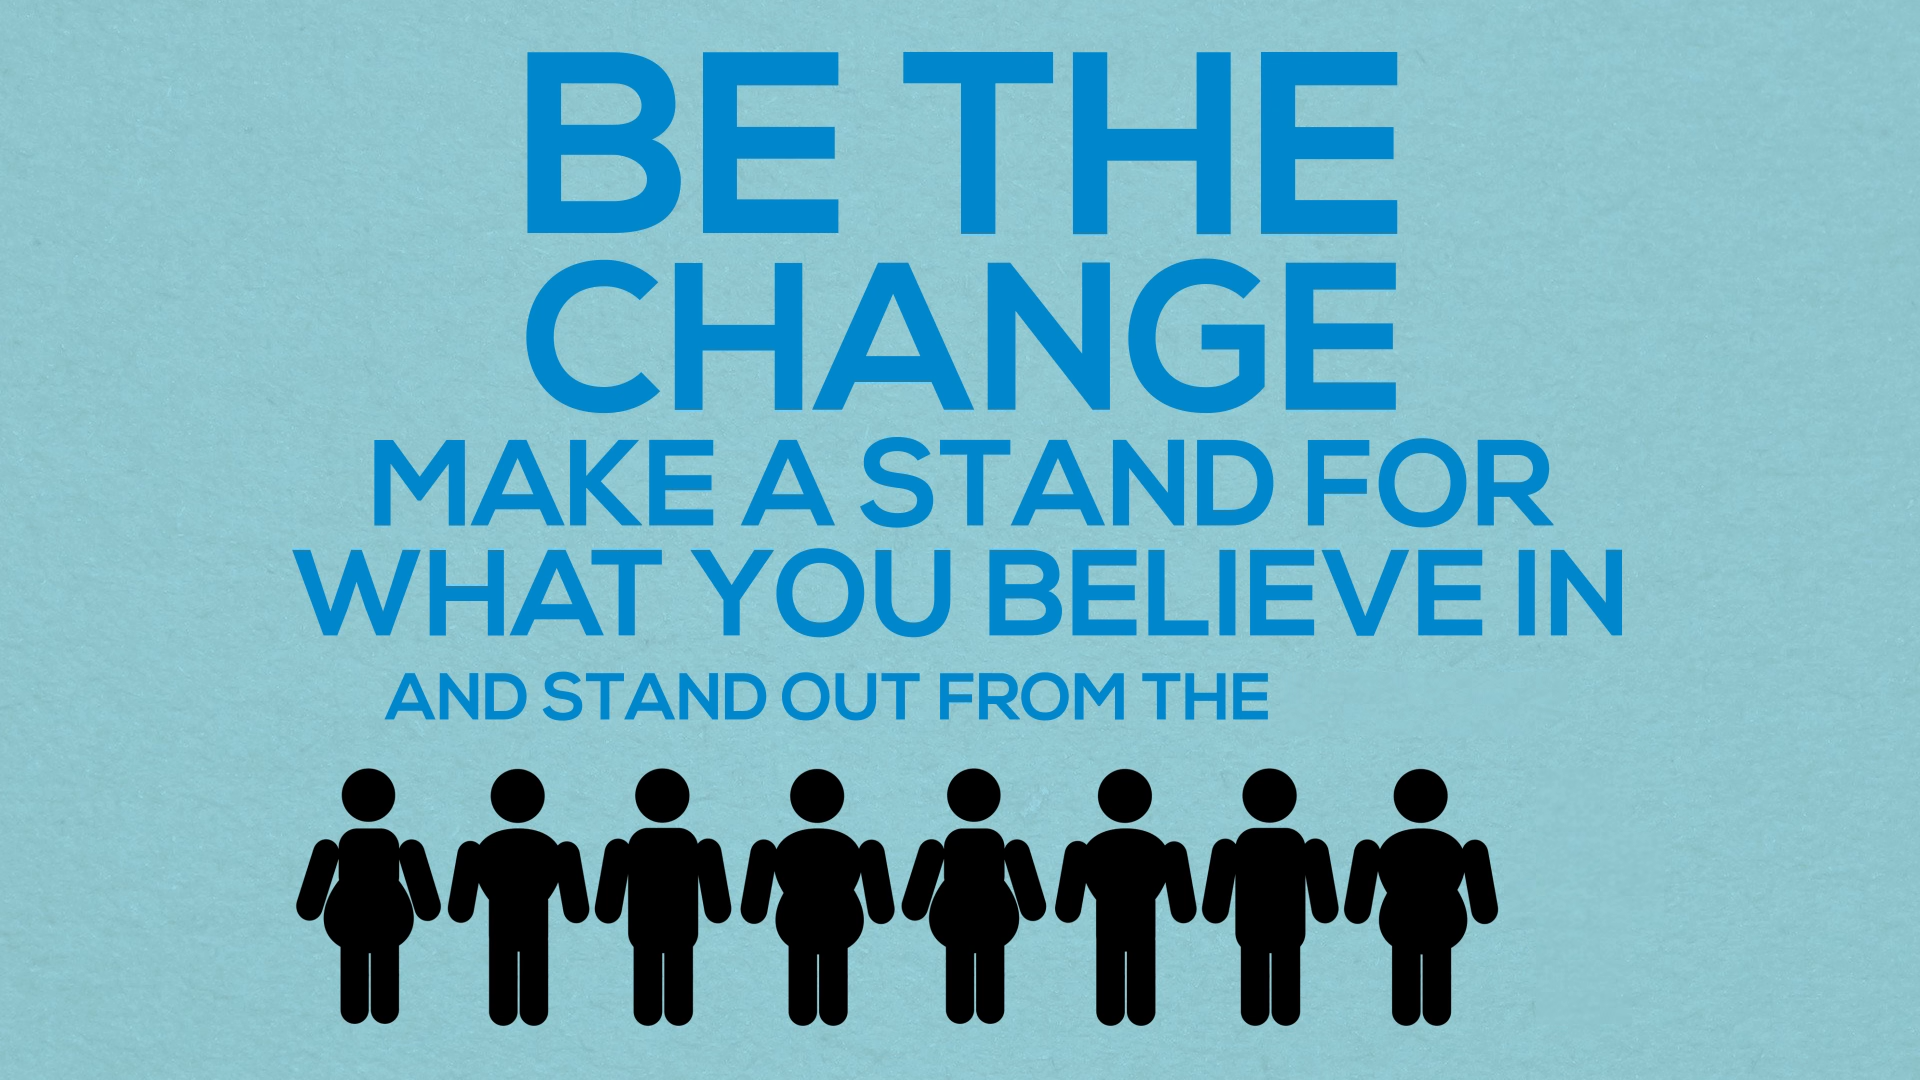 BE THE
CHANGE
MAKE A STAND FOR
WHAT YOU BELIEVE IN
AND STAND OUT FROM THE